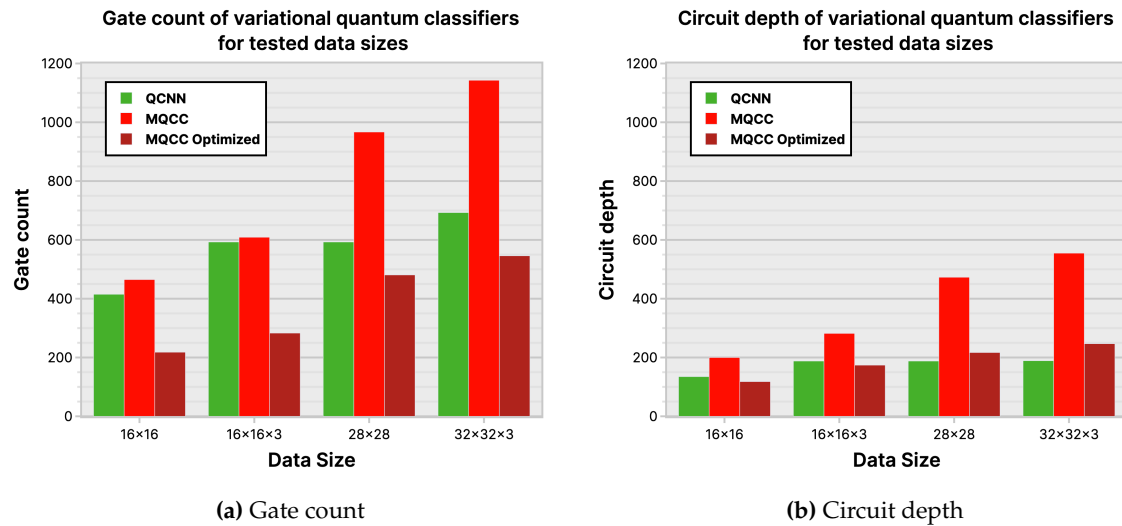 Gate count of variational quantum classifiers
for tested data sizes
1200
1000
800
600
400
200
0
Gate count
QCNN
MQCC
MQCC Optimized
16×16
16×16×3
28×28
32×32×3
Data Size
(a) Gate count
Circuit depth of variational quantum classifiers
for tested data sizes
1200
1000
800
600
400
200
0
Circuit depth
QCNN
MQCC
MQCC Optimized
16×16
16×16×3
28×28
32×32×3
Data Size
(b) Circuit depth